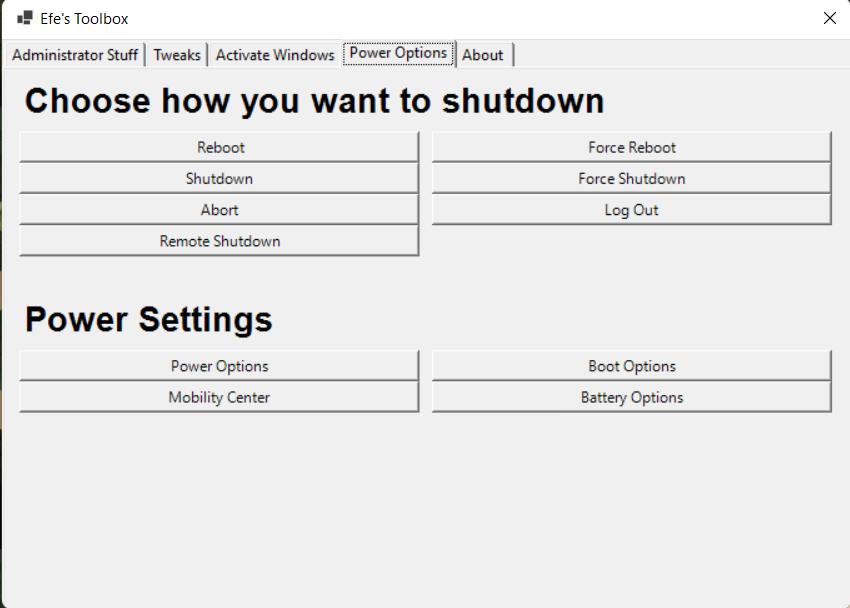 Efe's Toolbox
Administrator Stuff Tweaks Activate Windows Power Options About
Choose how you want to shutdown
Reboot Force Reboot
Shutdown Force Shutdown
Abort Log Out
Remote Shutdown
Power Settings
Power Options Boot Options
Mobility Center Battery Options